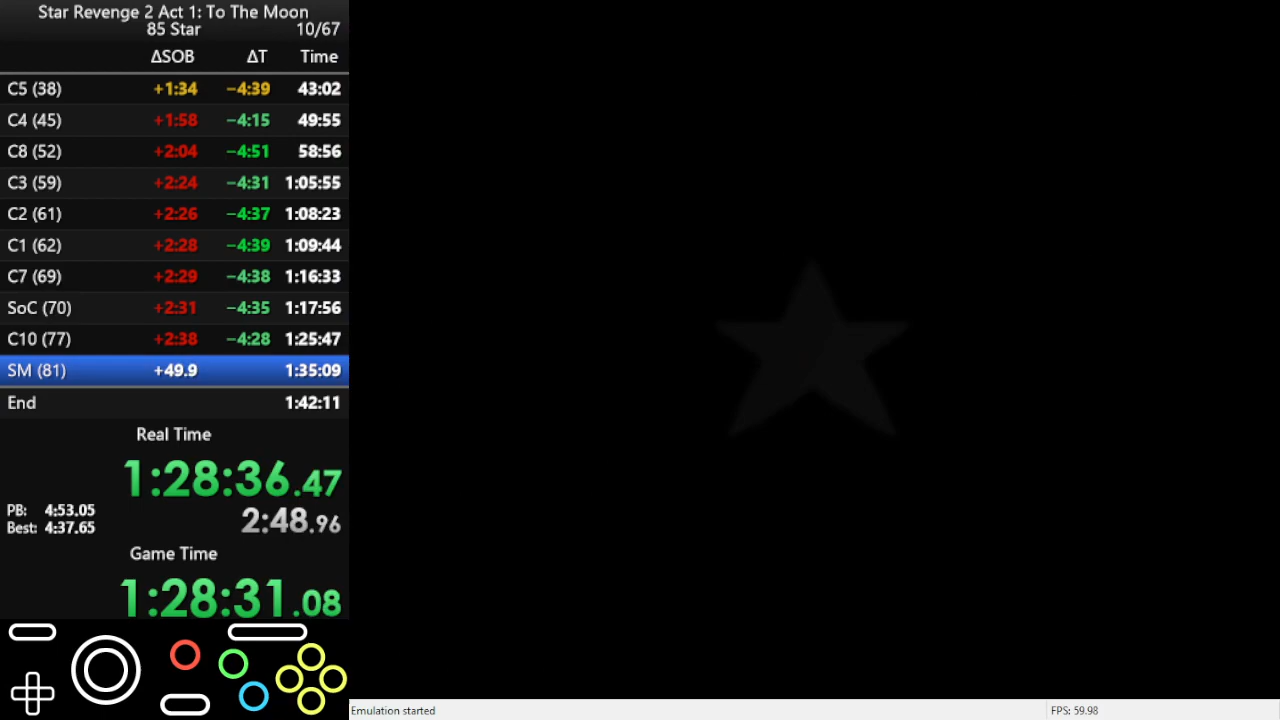 Star Revenge 2 Act 1: To The Moon
85 Star 10/67
ΔSOB ΔT Time
C5 (38) +1:34 −4:39 43:02
C4 (45) +1:58 −4:15 49:55
C8 (52) +2:04 −4:51 58:56
C3 (59) +2:24 −4:31 1:05:55
C2 (61) +2:26 −4:37 1:08:23
C1 (62) +2:28 −4:39 1:09:44
C7 (69) +2:29 −4:38 1:16:33
SoC (70) +2:31 −4:35 1:17:56
C10 (77) +2:38 −4:28 1:25:47
SM (81) +49.9 1:35:09
End 1:42:11
Real Time
1:28:36.47
PB: 4:53.05
Best: 4:37.65
2:48.96
Game Time
1:28:31.08
Emulation started FPS: 59.98